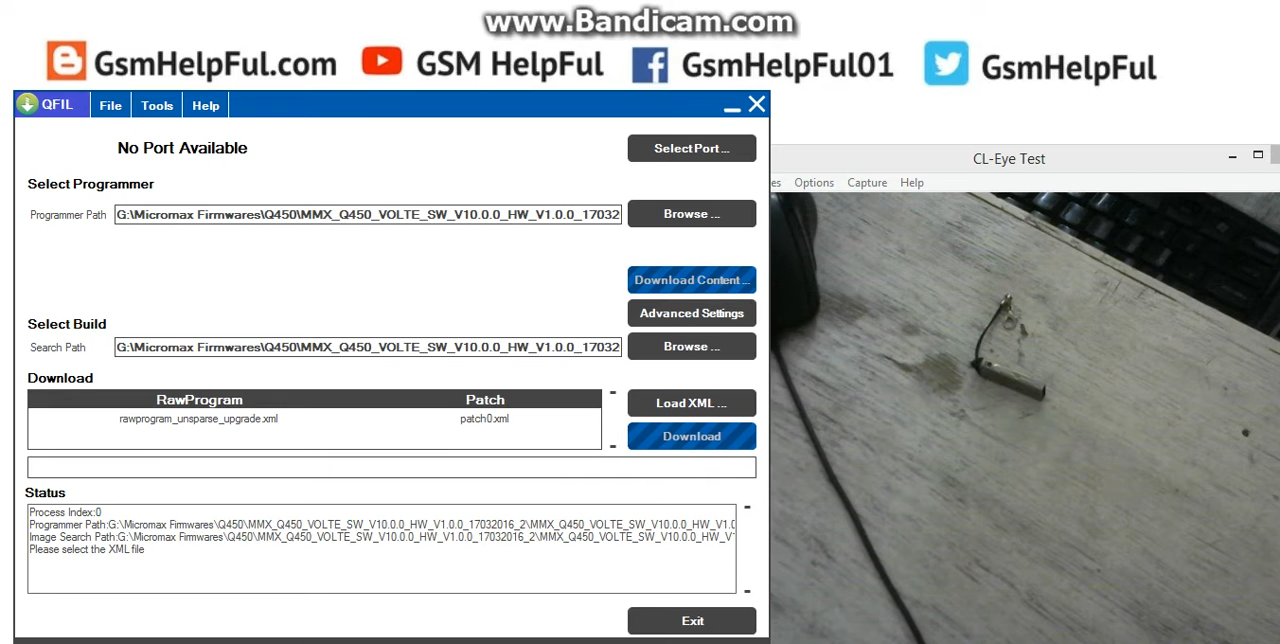 www.Bandicam.com
GsmHelpFul.com GSM HelpFul GsmHelpFul01 GsmHelpFul
QFIL File Tools Help
No Port Available Select Port ...
CL-Eye Test
es Options Capture Help
Select Programmer
Programmer Path G:\Micromax Firmwares\Q450\MMX_Q450_VOLTE_SW_V10.0.0_HW_V1.0.0_17032 Browse ...
Download Content ...
Advanced Settings
Select Build
Search Path G:\Micromax Firmwares\Q450\MMX_Q450_VOLTE_SW_V10.0.0_HW_V1.0.0_17032 Browse ...
Download
RawProgram Patch Load XML ...
rawprogram_unsparse_upgrade.xml patch0.xml
Download
Status
Process Index:0
Programmer Path:G:\Micromax Firmwares\Q450\MMX_Q450_VOLTE_SW_V10.0.0_HW_V1.0.0_17032016_2\MMX_Q450_VOLTE_SW_V10.0.0_HW_V1.0
Image Search Path:G:\Micromax Firmwares\Q450\MMX_Q450_VOLTE_SW_V10.0.0_HW_V1.0.0_17032016_2\MMX_Q450_VOLTE_SW_V10.0.0_HW_V
Please select the XML file
Exit